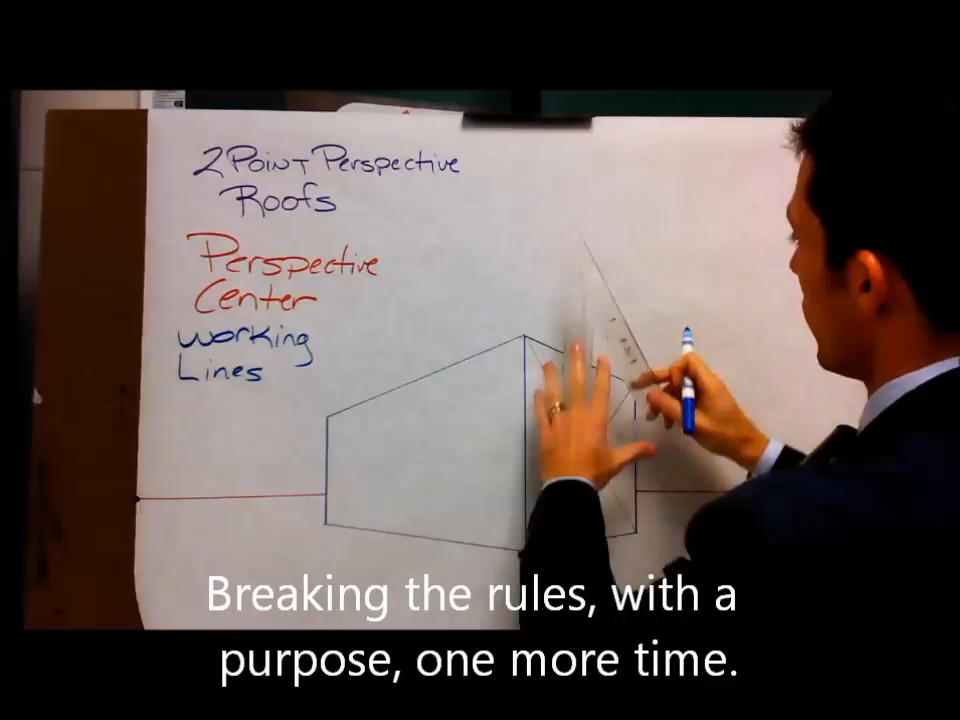 2 Point Perspective
Roofs
Perspective
Center
Working
Lines
Breaking the rules, with a
purpose, one more time.